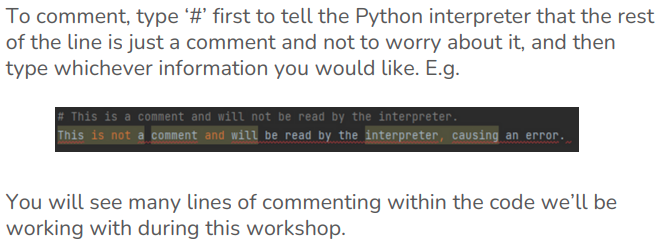 To comment, type ‘#’ first to tell the Python interpreter that the rest
of the line is just a comment and not to worry about it, and then
type whichever information you would like. E.g.
# This is a comment and will not be read by the interpreter.
This is not a comment and will be read by the interpreter, causing an error.
You will see many lines of commenting within the code we’ll be
working with during this workshop.